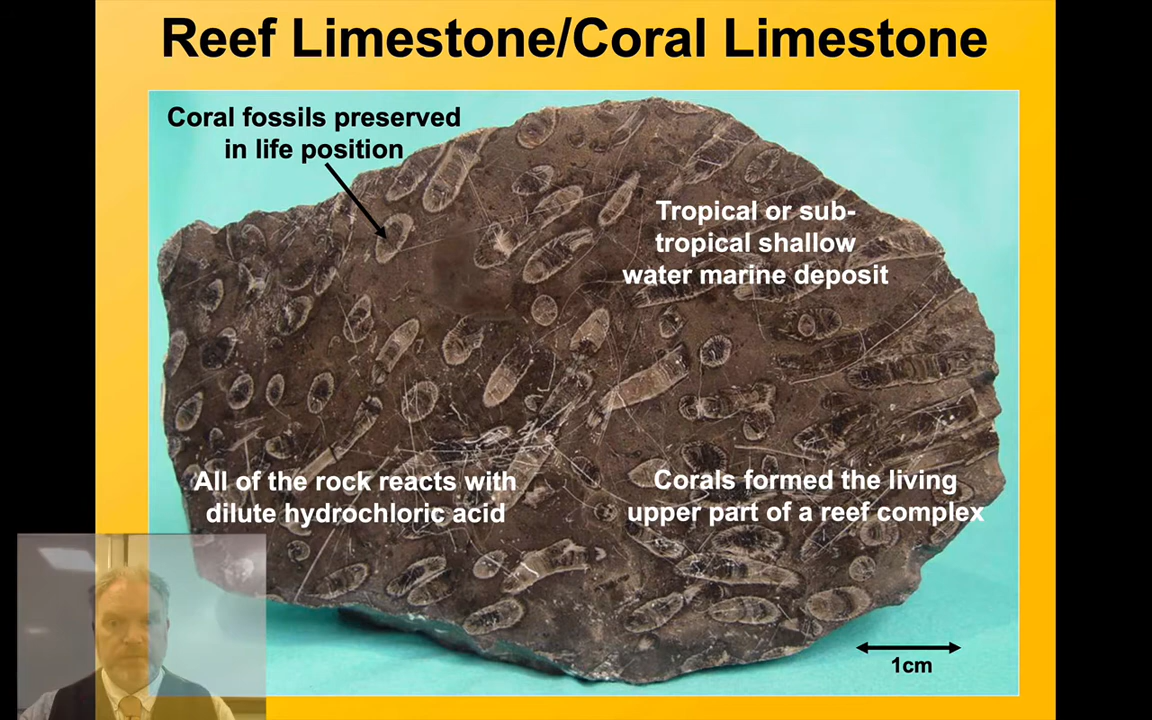 Reef Limestone/Coral Limestone
Coral fossils preserved
in life position
Tropical or sub-
tropical shallow
water marine deposit
All of the rock reacts with
dilute hydrochloric acid
Corals formed the living
upper part of a reef complex
1cm